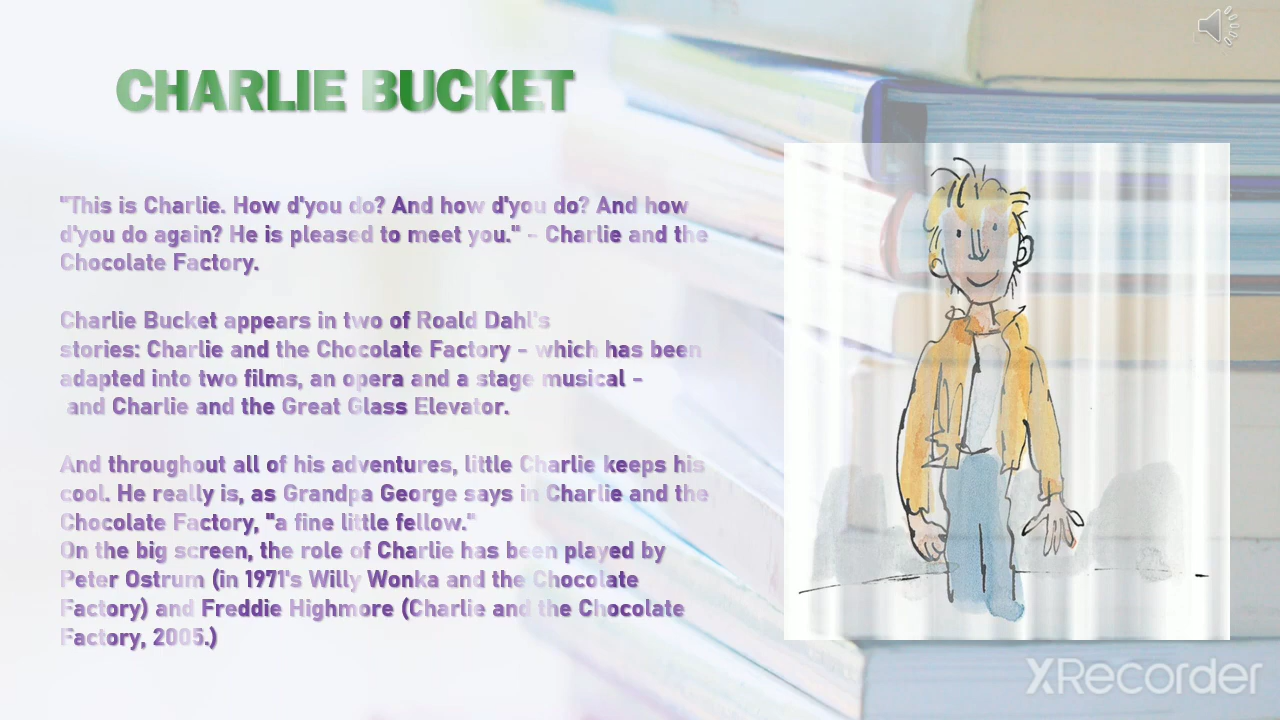 CHARLIE BUCKET
"This is Charlie. How d'you do? And how d'you do? And how
d'you do again? He is pleased to meet you." – Charlie and the
Chocolate Factory.
Charlie Bucket appears in two of Roald Dahl's
stories: Charlie and the Chocolate Factory – which has been
adapted into two films, an opera and a stage musical –
and Charlie and the Great Glass Elevator.
And throughout all of his adventures, little Charlie keeps his
cool. He really is, as Grandpa George says in Charlie and the
Chocolate Factory, "a fine little fellow."
On the big screen, the role of Charlie has been played by
Peter Ostrum (in 1971's Willy Wonka and the Chocolate
Factory) and Freddie Highmore (Charlie and the Chocolate
Factory, 2005.)
XRecorder